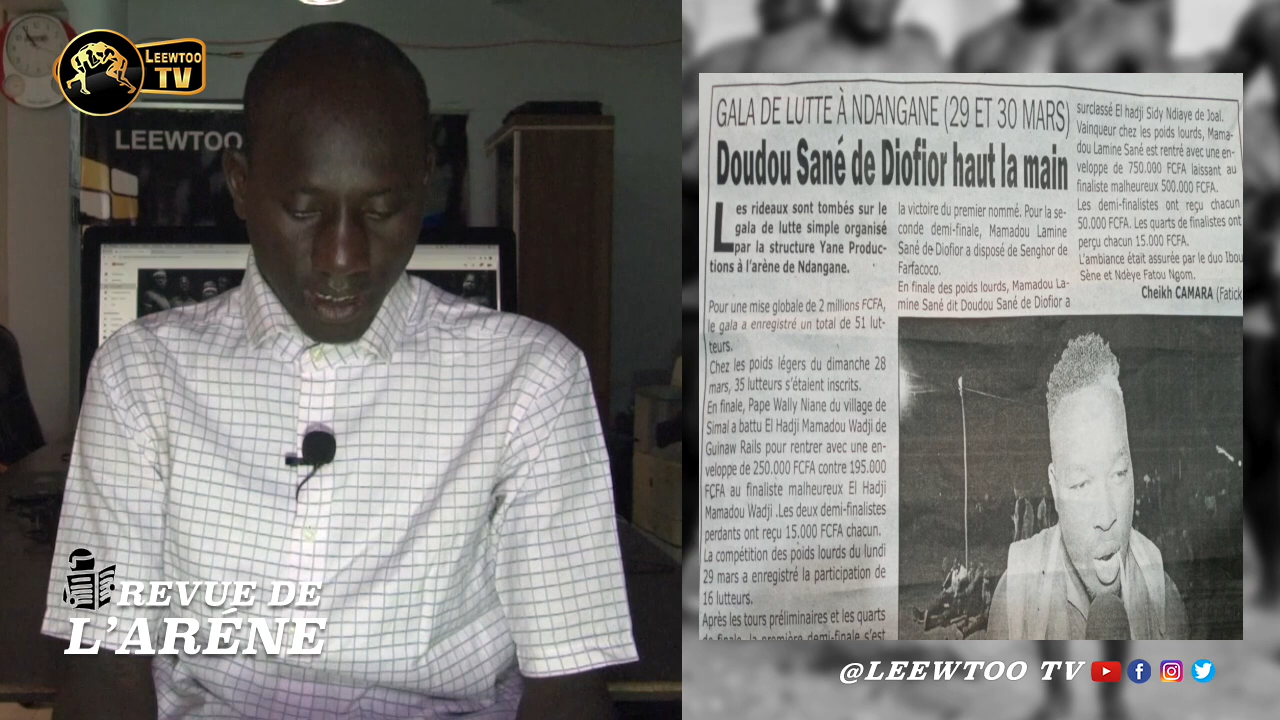 LEEWTOO
TV
LEEWTOO
REVUE DE
L'ARÉNE
GALA DE LUTTE À NDANGANE (29 ET 30 MARS)
Doudou Sané de Diofior haut la main
Les rideaux sont tombés sur le
gala de lutte simple organisé
par la structure Yane Produc-
tions à l'arène de Ndangane.
Pour une mise globale de 2 millions FCFA,
le gala a enregistré un total de 51 lut-
teurs.
Chez les poids légers du dimanche 28
mars, 35 lutteurs s'étaient inscrits.
En finale, Pape Wally Niane du village de
Simal a battu El Hadji Mamadou Wadji de
Guinaw Rails pour rentrer avec une en-
veloppe de 250.000 FCFA contre 195.000
FCFA au finaliste malheureux El Hadji
Mamadou Wadji .Les deux demi-finalistes
perdants ont reçu 15.000 FCFA chacun.
La compétition des poids lourds du lundi
29 mars a enregistré la participation de
16 lutteurs.
Après les tours préliminaires et les quarts
de finale, la première demi-finale s'est
la victoire du premier nommé. Pour la se-
conde demi-finale, Mamadou Lamine
Sané de Diofior a disposé de Senghor de
Farfacoco.
En finale des poids lourds, Mamadou La-
mine Sané dit Doudou Sané de Diofior a
surclassé El hadji Sidy Ndiaye de Joal.
Vainqueur chez les poids lourds, Mama-
dou Lamine Sané est rentré avec une en-
veloppe de 750.000 FCFA laissant au
finaliste malheureux 500.000 FCFA.
Les demi-finalistes ont reçu chacun
50.000 FCFA. Les quarts de finalistes ont
perçu chacun 15.000 FCFA.
L'ambiance était assurée par le duo Ibou
Sène et Ndèye Fatou Ngom.
Cheikh CAMARA (Fatick
@LEEWTOO TV